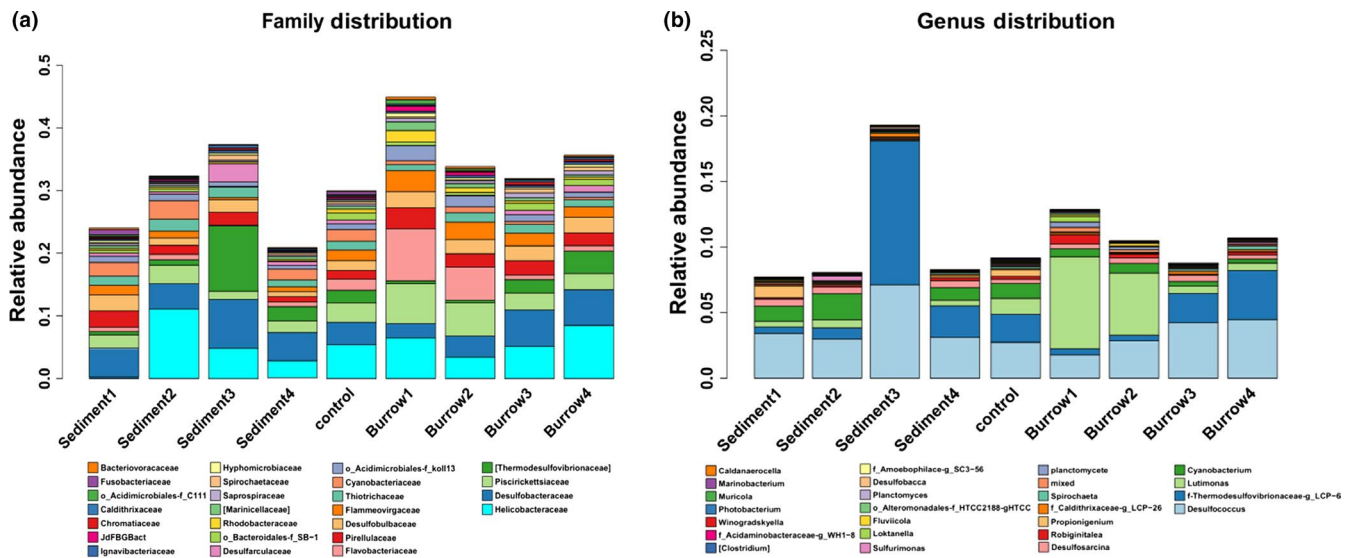 (a)
Family distribution
Relative abundance
0.5
0.4
0.3
0.2
0.1
0.0
Sediment1
Sediment2
Sediment3
Sediment4
control
Burrow1
Burrow2
Burrow3
Burrow4
Bacteriovoracaceae
Fusobacteriaceae
o_Acidimicrobiales-f_C111
Caldithrixaceae
Chromatiaceae
JdFBGBact
Ignavibacteriaceae
Hyphomicrobiaceae
Spirochaetaceae
Saprospiraceae
[Marinicellaceae]
Rhodobacteraceae
o_Bacteroidales-f_SB-1
Desulfarculaceae
o_Acidimicrobiales-f_koll13
Cyanobacteriaceae
Thiotrichaceae
Flammeovirgaceae
Desulfobulbaceae
Pirellulaceae
Flavobacteriaceae
[Thermodesulfovibrionaceae]
Piscirickettsiaceae
Desulfobacteraceae
Helicobacteraceae
(b)
Genus distribution
Relative abundance
0.25
0.20
0.15
0.10
0.05
0.0
Sediment1
Sediment2
Sediment3
Sediment4
control
Burrow1
Burrow2
Burrow3
Burrow4
Caldanaerocella
Marinobacterium
Muricola
Photobacterium
Winogradskyella
f_Acidaminobacteraceae-g_WH1-8
[Clostridium]
f_Amoebophilace-g_SC3-56
Desulfobacca
Planctomyces
o_Alteromonadales-f_HTCC2188-gHTCC
Fluviicola
Loktanella
Sulfurimonas
planctomycete
mixed
Spirochaeta
f_Caldithrixaceae-g_LCP-26
Propionigenium
Robiginitalea
Desulfosarcina
Cyanobacterium
Lutimonas
f-Thermodesulfovibrionaceae-g_LCP-6
Desulfococcus